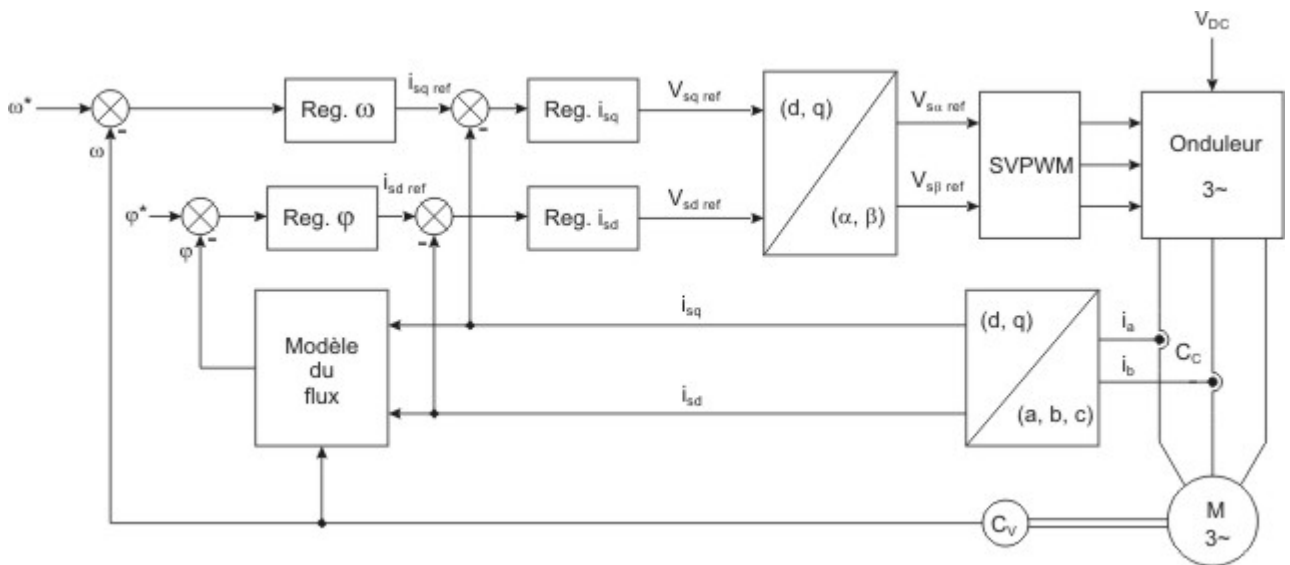 V_DC
ω*
-
ω
Reg. ω
i_sq ref
-
Reg. i_sq
V_sq ref
(d, q)
(α, β)
V_sα ref
V_sβ ref
SVPWM
Onduleur
3~
φ*
-
φ
Reg. φ
i_sd ref
-
Reg. i_sd
V_sd ref
Modèle
du
flux
i_sq
i_sd
(d, q)
(a, b, c)
i_a
i_b
C_C
C_V
M
3~